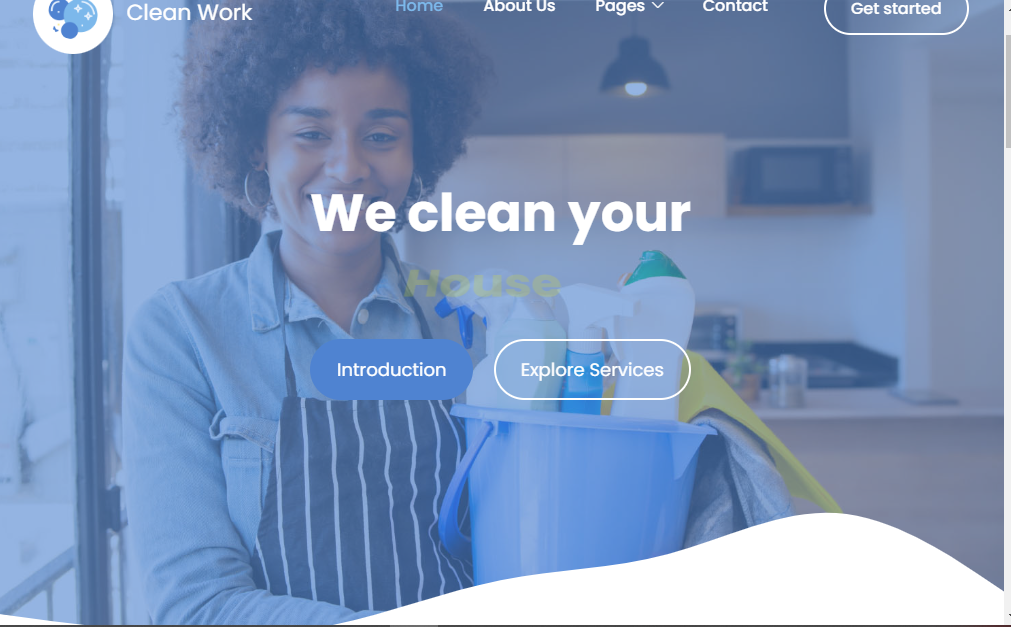 Clean Work
Home
About Us
Pages
Contact
Get started
We clean your
House
Introduction
Explore Services